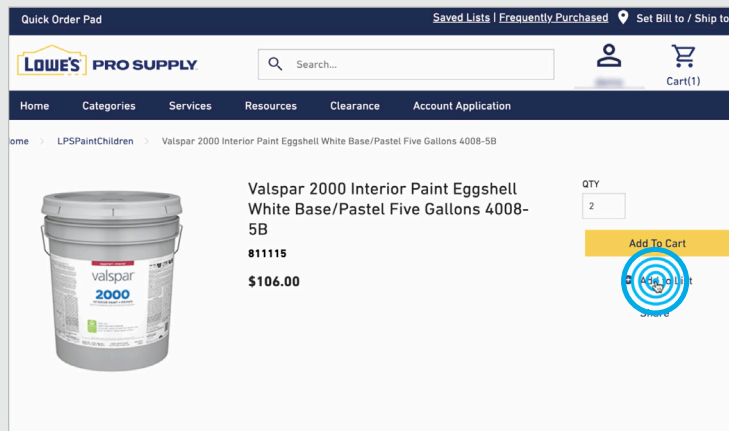 Quick Order Pad
Saved Lists | Frequently Purchased Set Bill to / Ship to
LOWE'S PRO SUPPLY
Search...
Cart(1)
Home Categories Services Resources Clearance Account Application
ome > LPSPaintChildren > Valspar 2000 Interior Paint Eggshell White Base/Pastel Five Gallons 4008-5B
Valspar 2000 Interior Paint Eggshell
White Base/Pastel Five Gallons 4008-
5B
811115
$106.00
QTY
2
Add To Cart
Add to List
Share
valspar
2000